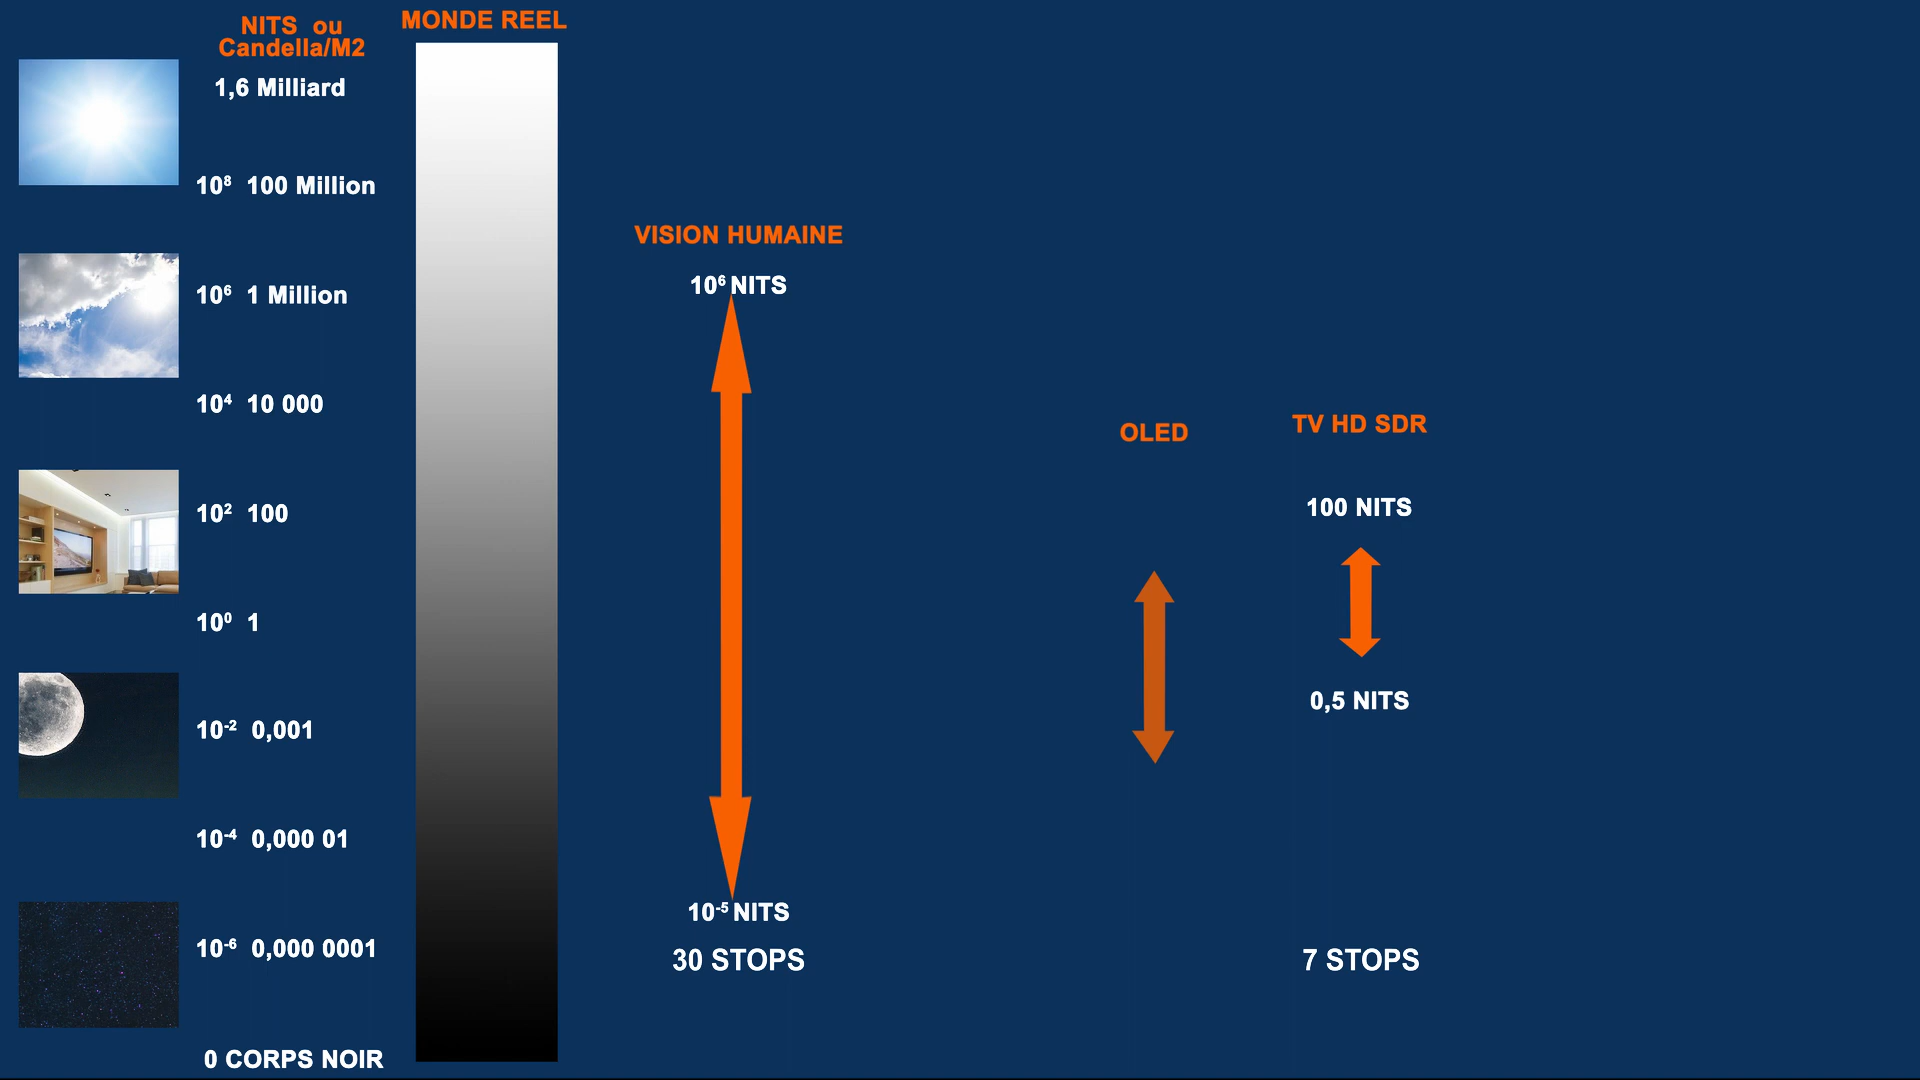 NITS ou
Candella/M2
MONDE REEL
1,6 Milliard
10⁸ 100 Million
VISION HUMAINE
10⁶ NITS
10⁶ 1 Million
10⁴ 10 000
OLED
TV HD SDR
10² 100
100 NITS
10⁰ 1
0,5 NITS
10⁻² 0,001
10⁻⁴ 0,000 01
10⁻⁵ NITS
10⁻⁶ 0,000 0001
30 STOPS
7 STOPS
0 CORPS NOIR